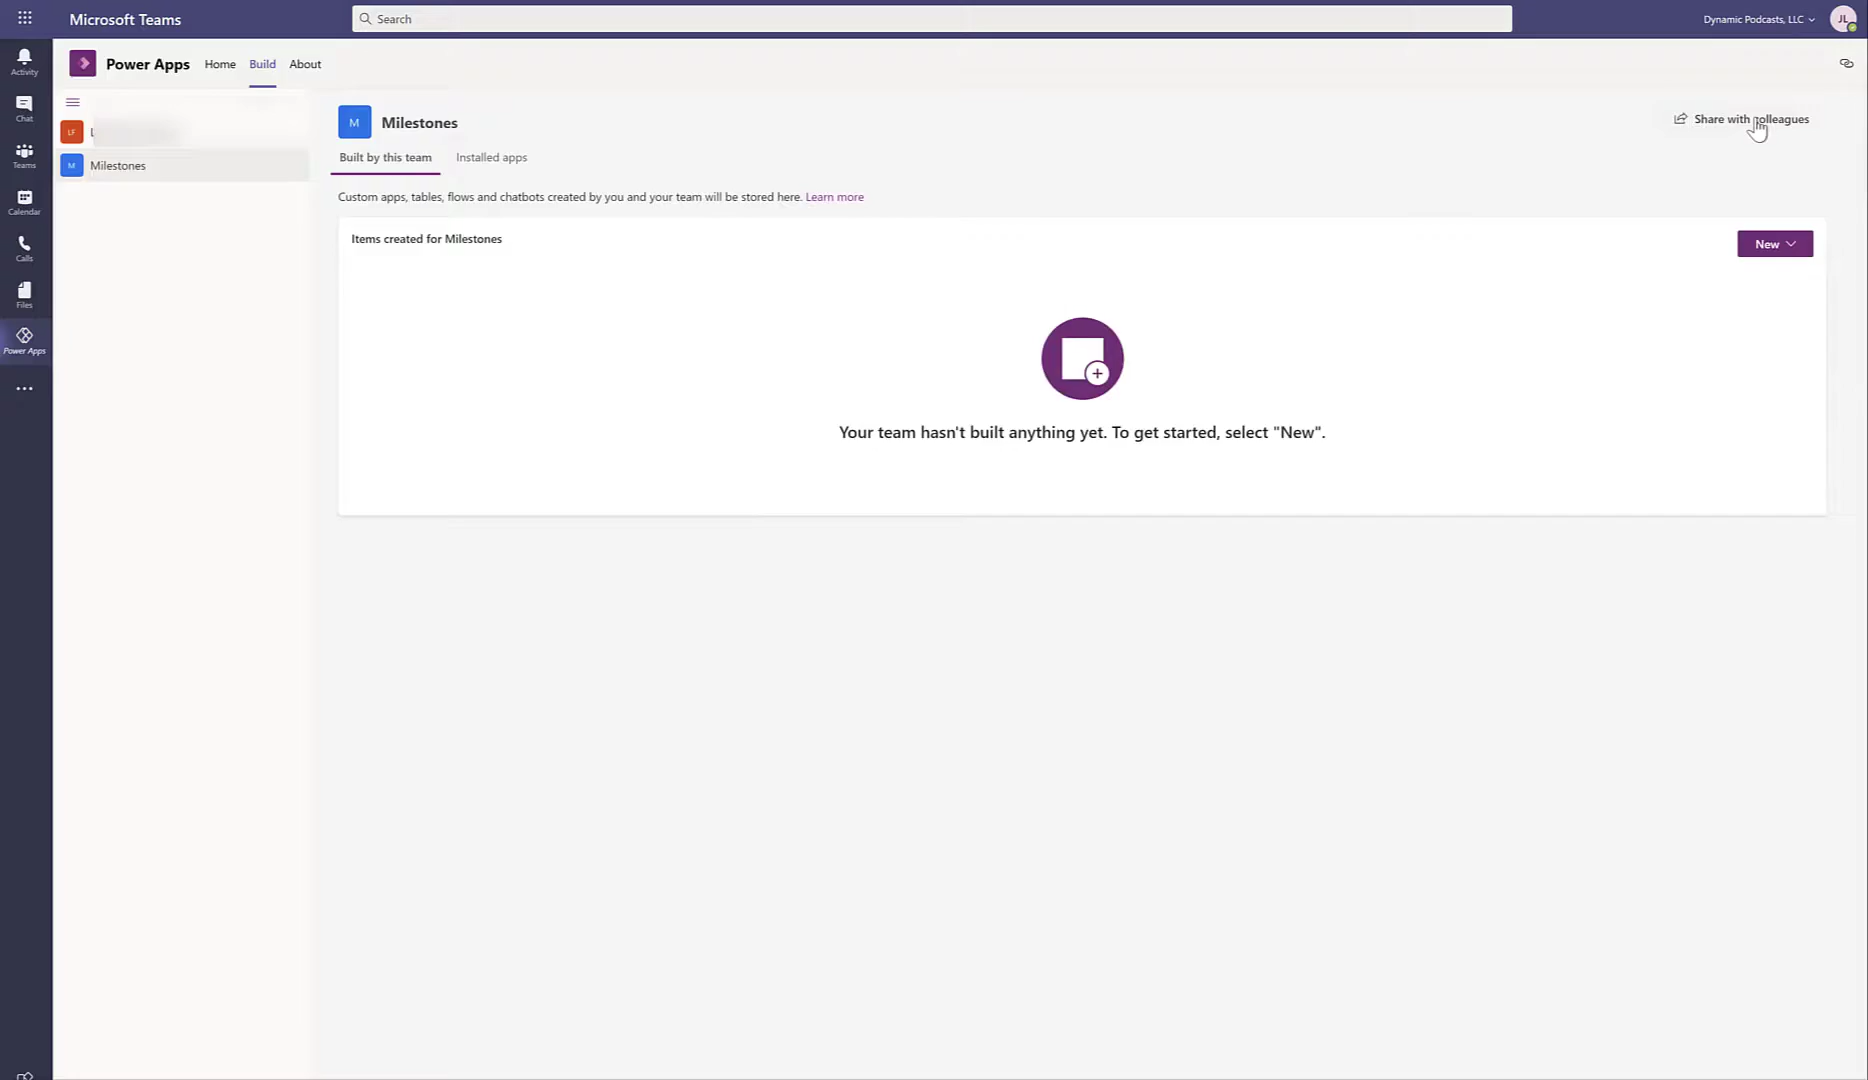 Microsoft Teams
Search
Dynamic Podcasts, LLC
JL
Activity
Chat
Teams
Calendar
Calls
Files
Power Apps
Power Apps
Home
Build
About
LF
M
Milestones
M
Milestones
Share with colleagues
Built by this team
Installed apps
Custom apps, tables, flows and chatbots created by you and your team will be stored here. Learn more
Items created for Milestones
New
Your team hasn't built anything yet. To get started, select "New".